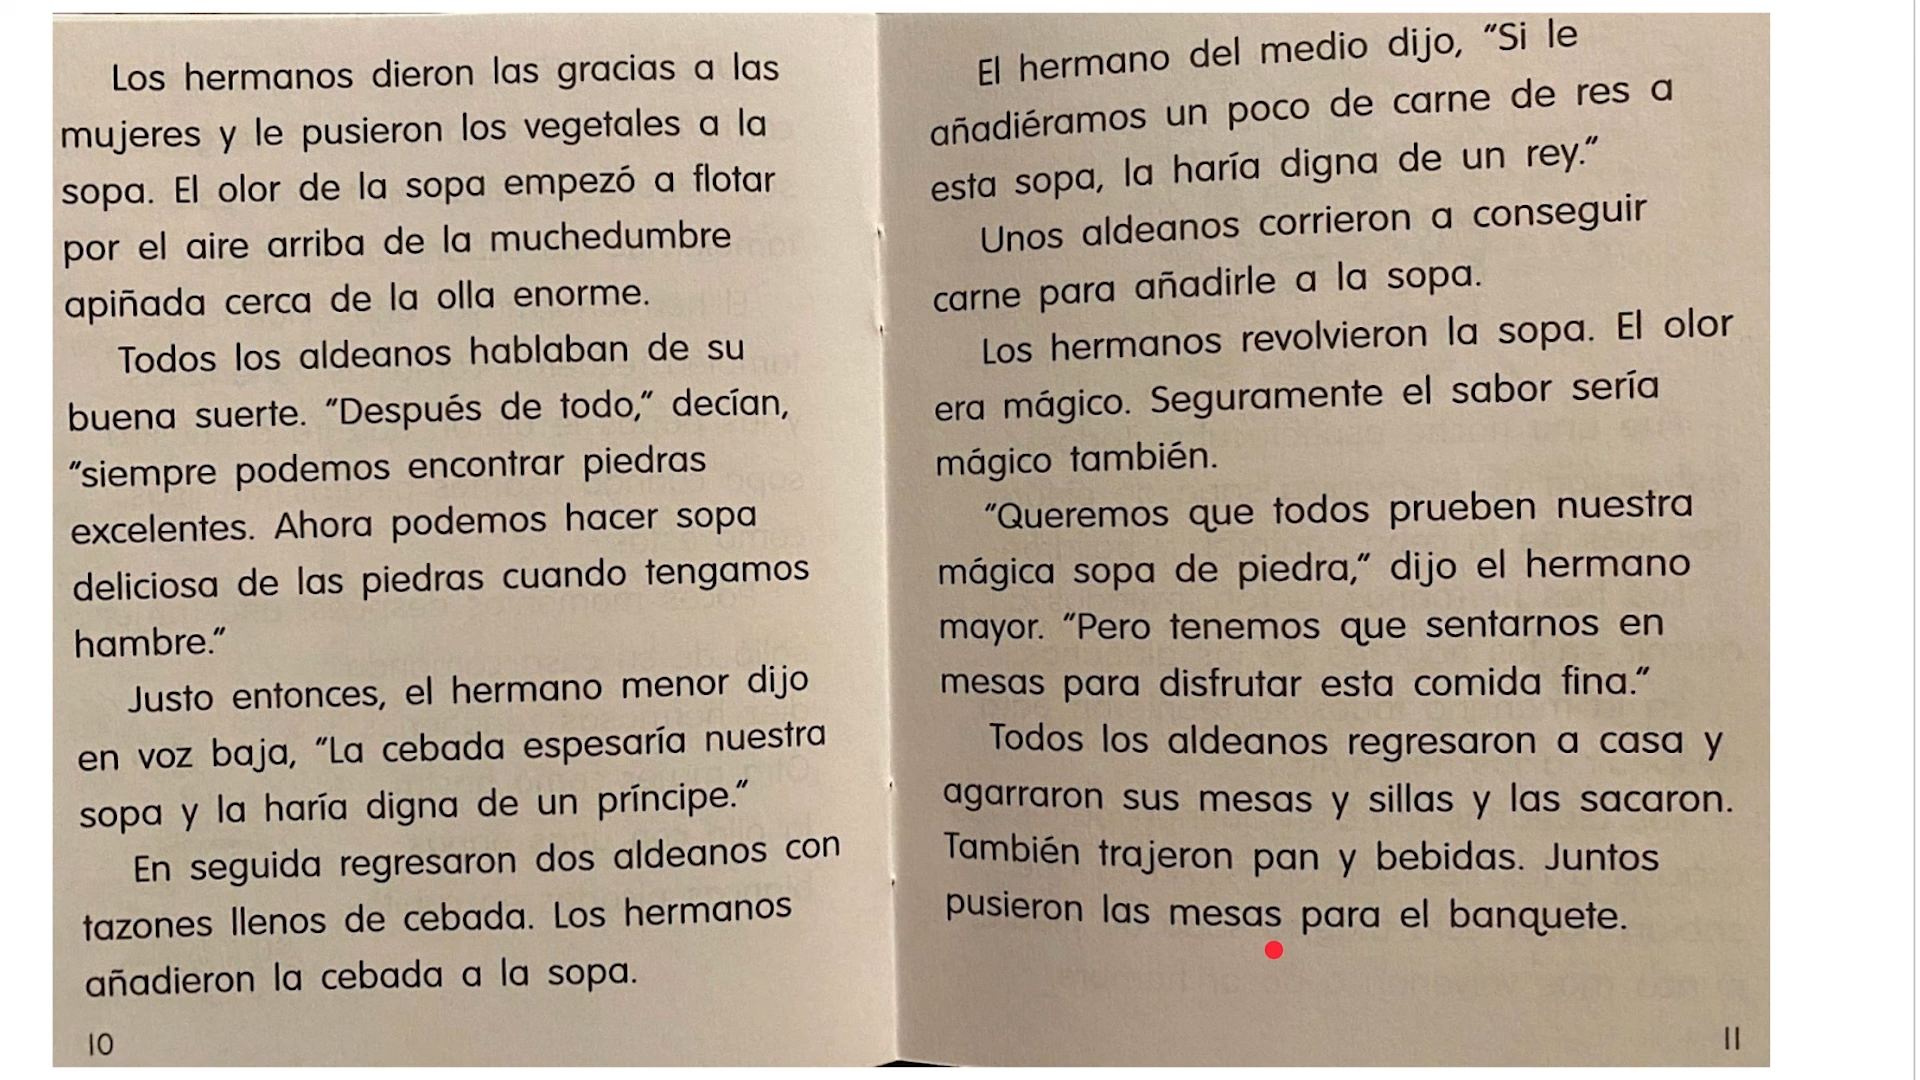 Los hermanos dieron las gracias a las
mujeres y le pusieron los vegetales a la
sopa. El olor de la sopa empezó a flotar
por el aire arriba de la muchedumbre
apiñada cerca de la olla enorme.
Todos los aldeanos hablaban de su
buena suerte. "Después de todo," decían,
"siempre podemos encontrar piedras
excelentes. Ahora podemos hacer sopa
deliciosa de las piedras cuando tengamos
hambre."
Justo entonces, el hermano menor dijo
en voz baja, "La cebada espesaría nuestra
sopa y la haría digna de un príncipe."
En seguida regresaron dos aldeanos con
tazones llenos de cebada. Los hermanos
añadieron la cebada a la sopa.
10
El hermano del medio dijo, "Si le
añadiéramos un poco de carne de res a
esta sopa, la haría digna de un rey."
Unos aldeanos corrieron a conseguir
carne para añadirle a la sopa.
Los hermanos revolvieron la sopa. El olor
era mágico. Seguramente el sabor sería
mágico también.
"Queremos que todos prueben nuestra
mágica sopa de piedra," dijo el hermano
mayor. "Pero tenemos que sentarnos en
mesas para disfrutar esta comida fina."
Todos los aldeanos regresaron a casa y
agarraron sus mesas y sillas y las sacaron.
También trajeron pan y bebidas. Juntos
pusieron las mesas para el banquete.
11